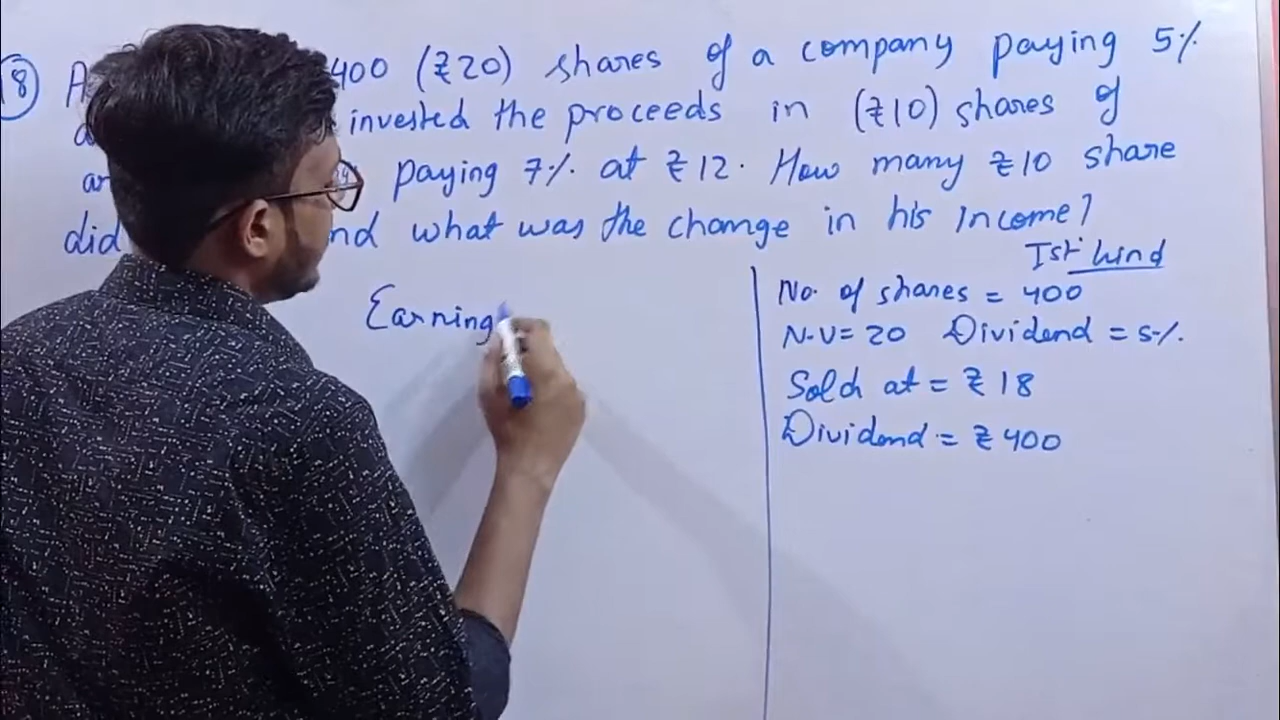 18 A 400 (₹20) shares of a company paying 5%
invested the proceeds in (₹10) shares of
an paying 7% at ₹12. How many ₹10 share
did nd what was the change in his income?
Ist kind
No. of shares = 400
N.V = 20 Dividend = 5%.
Sold at = ₹18
Dividend = ₹400
Earning